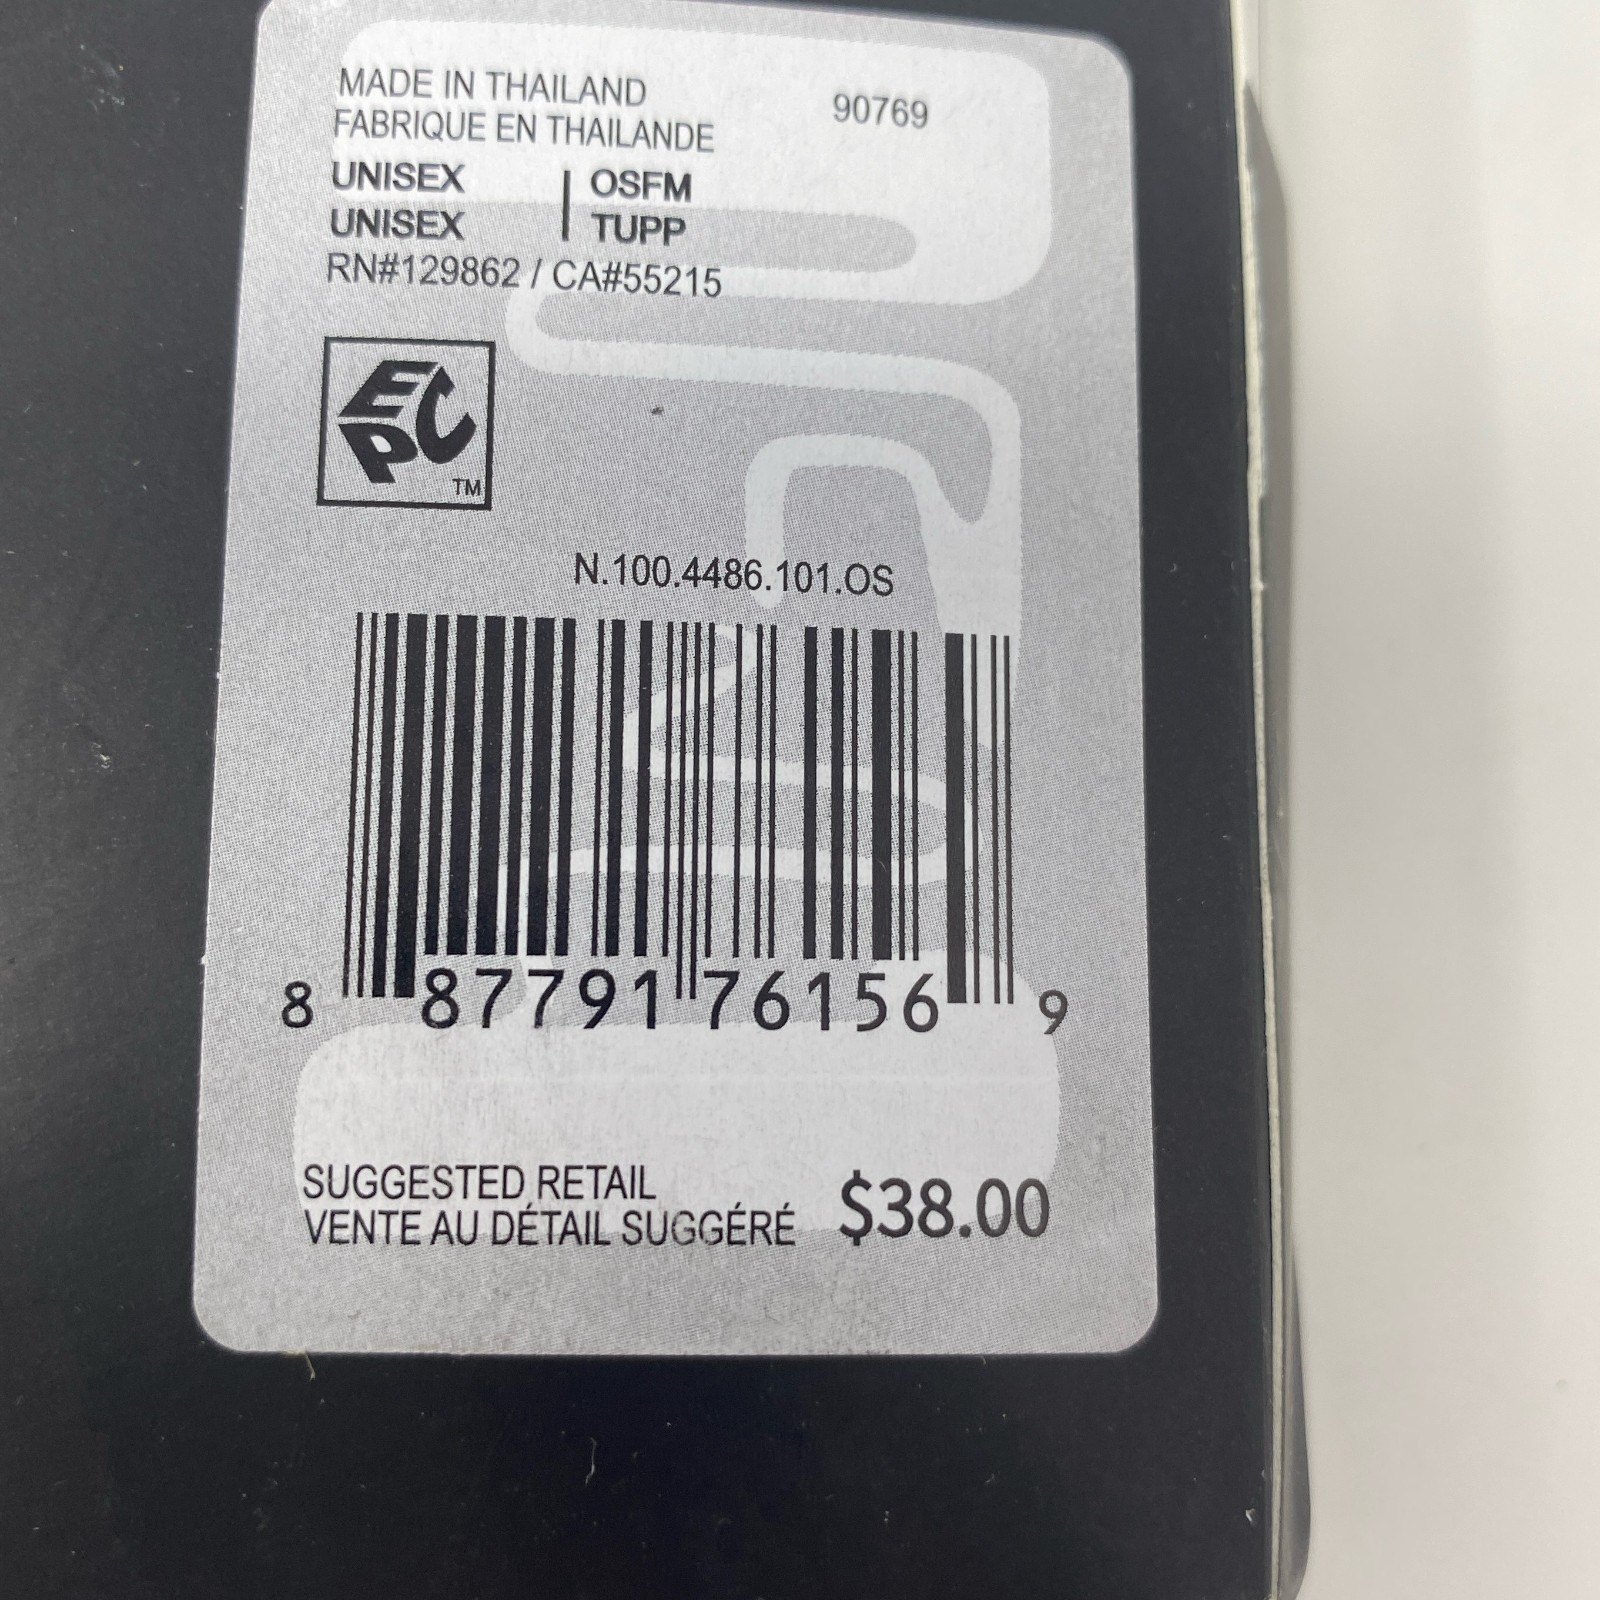 MADE IN THAILAND
FABRIQUE EN THAILANDE
90769
UNISEX | OSFM
UNISEX | TUPP
RN#129862 / CA#55215
EPC TM
N.100.4486.101.OS
8 87791 76156 9
SUGGESTED RETAIL
VENTE AU DÉTAIL SUGGÉRÉ
$38.00